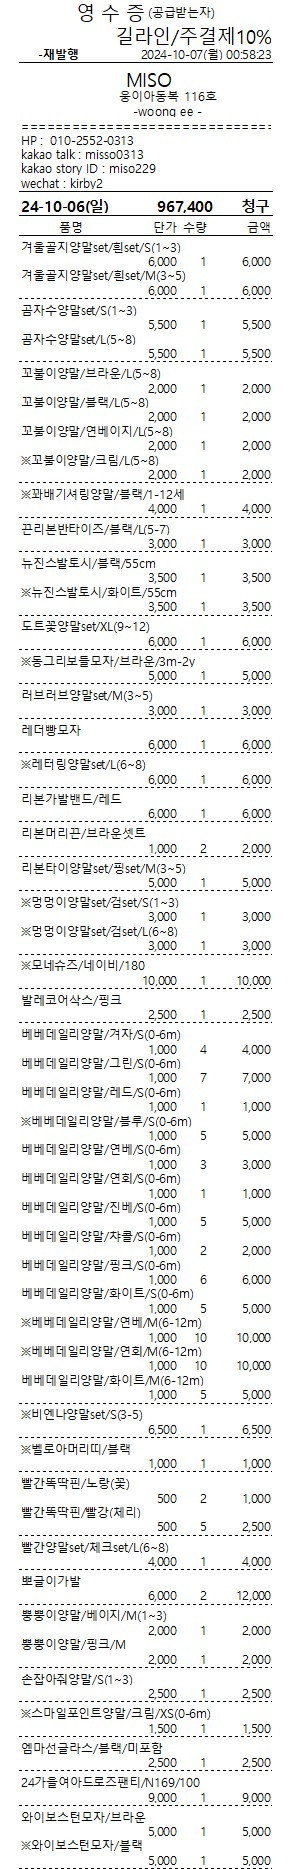 영 수 증 (공급받는자)
길라인/주결제10%
-재발행 2024-10-07(월) 00:58:23
MISO
웅이아동복 116호
-woong ee -
HP : 010-2552-0313
kakao talk : misso0313
kakao story ID : miso229
wechat : kirby2
24-10-06(일) 967,400 청구
품명 단가 수량 금액
겨울골지양말set/흰set/S(1~3)
6,000 1 6,000
겨울골지양말set/흰set/M(3~5)
6,000 1 6,000
곰자수양말set/S(1~3)
5,500 1 5,500
곰자수양말set/L(5~8)
5,500 1 5,500
꼬불이양말/브라운/L(5~8)
2,000 1 2,000
꼬불이양말/블랙/L(5~8)
2,000 1 2,000
꼬불이양말/연베이지/L(5~8)
2,000 1 2,000
※꼬불이양말/크림/L(5~8)
2,000 1 2,000
※꽈배기셔링양말/블랙/1-12세
4,000 1 4,000
끈리본반타이즈/블랙/L(5-7)
3,000 1 3,000
뉴진스발토시/블랙/55cm
3,500 1 3,500
※뉴진스발토시/화이트/55cm
3,500 1 3,500
도트꽃양말set/XL(9~12)
6,000 1 6,000
※동그리보들모자/브라운/3m-2y
5,000 1 5,000
러브러브양말set/M(3~5)
3,000 1 3,000
레더빵모자
6,000 1 6,000
※레터링양말set/L(6~8)
6,000 1 6,000
리본가발밴드/레드
6,000 1 6,000
리본머리끈/브라운셋트
1,000 2 2,000
리본타이양말set/핑set/M(3~5)
5,000 1 5,000
※멍멍이양말set/검set/S(1~3)
3,000 1 3,000
※멍멍이양말set/검set/L(6~8)
3,000 1 3,000
※모네슈즈/네이비/180
10,000 1 10,000
발레코어삭스/핑크
2,500 1 2,500
베베데일리양말/겨자/S(0-6m)
1,000 4 4,000
베베데일리양말/그린/S(0-6m)
1,000 7 7,000
베베데일리양말/레드/S(0-6m)
1,000 1 1,000
※베베데일리양말/블루/S(0-6m)
1,000 5 5,000
베베데일리양말/연베/S(0-6m)
1,000 3 3,000
베베데일리양말/연회/S(0-6m)
1,000 1 1,000
베베데일리양말/진베/S(0-6m)
1,000 5 5,000
베베데일리양말/챠콜/S(0-6m)
1,000 2 2,000
베베데일리양말/핑크/S(0-6m)
1,000 6 6,000
베베데일리양말/화이트/S(0-6m)
1,000 5 5,000
※베베데일리양말/연베/M(6-12m)
1,000 10 10,000
※베베데일리양말/연회/M(6-12m)
1,000 10 10,000
베베데일리양말/화이트/M(6-12m)
1,000 5 5,000
※비엔나양말set/S(3-5)
6,500 1 6,500
※벨로아머리띠/블랙
1,000 1 1,000
빨간똑딱핀/노랑(꽃)
500 2 1,000
빨간똑딱핀/빨강(체리)
500 5 2,500
빨간양말set/체크set/L(6~8)
4,000 1 4,000
뽀글이가발
6,000 2 12,000
뿅뿅이양말/베이지/M(1~3)
2,000 1 2,000
뿅뿅이양말/핑크/M
2,000 1 2,000
손잡아줘양말/S(1~3)
2,500 1 2,500
※스마일포인트양말/크림/XS(0-6m)
1,500 1 1,500
엠마선글라스/블랙/미포함
2,500 1 2,500
24가을여아드로즈팬티/N169/100
9,000 1 9,000
와이보스턴모자/브라운
5,000 1 5,000
※와이보스턴모자/블랙
5,000 1 5,000